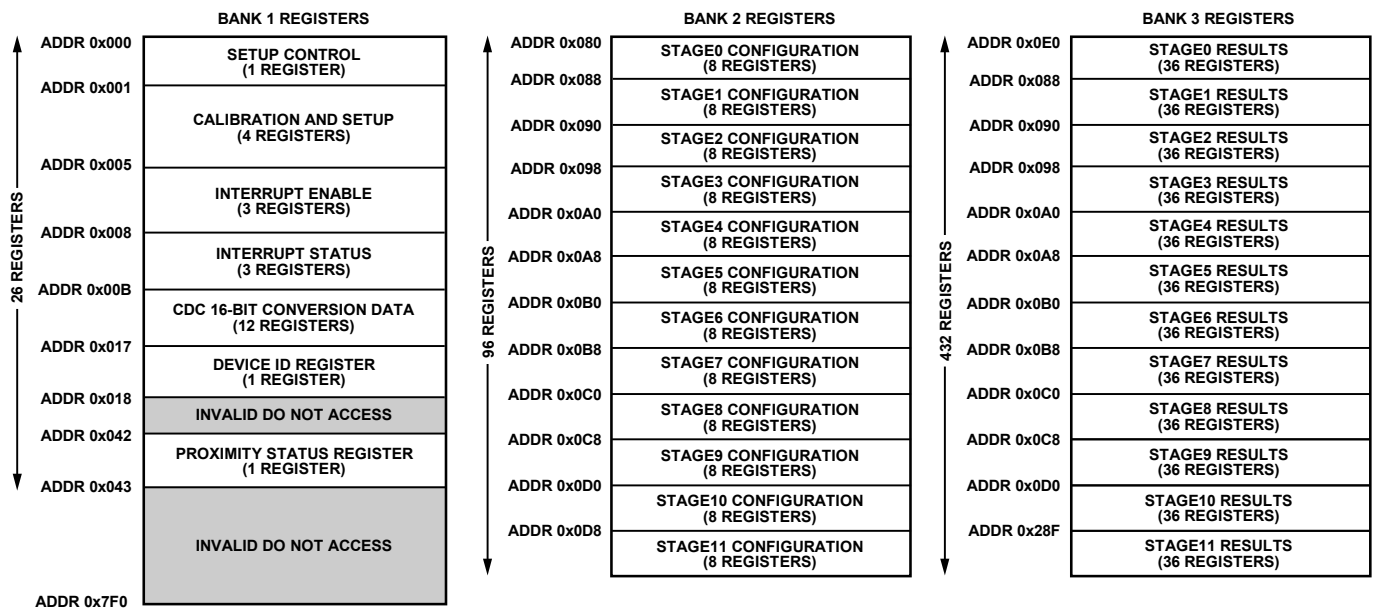 BANK 1 REGISTERS
ADDR 0x000
SETUP CONTROL
(1 REGISTER)
ADDR 0x001
CALIBRATION AND SETUP
(4 REGISTERS)
ADDR 0x005
INTERRUPT ENABLE
(3 REGISTERS)
ADDR 0x008
INTERRUPT STATUS
(3 REGISTERS)
ADDR 0x00B
CDC 16-BIT CONVERSION DATA
(12 REGISTERS)
ADDR 0x017
DEVICE ID REGISTER
(1 REGISTER)
ADDR 0x018
INVALID DO NOT ACCESS
ADDR 0x042
PROXIMITY STATUS REGISTER
(1 REGISTER)
ADDR 0x043
INVALID DO NOT ACCESS
ADDR 0x7F0
26 REGISTERS
BANK 2 REGISTERS
ADDR 0x080
STAGE0 CONFIGURATION
(8 REGISTERS)
ADDR 0x088
STAGE1 CONFIGURATION
(8 REGISTERS)
ADDR 0x090
STAGE2 CONFIGURATION
(8 REGISTERS)
ADDR 0x098
STAGE3 CONFIGURATION
(8 REGISTERS)
ADDR 0x0A0
STAGE4 CONFIGURATION
(8 REGISTERS)
ADDR 0x0A8
STAGE5 CONFIGURATION
(8 REGISTERS)
ADDR 0x0B0
STAGE6 CONFIGURATION
(8 REGISTERS)
ADDR 0x0B8
STAGE7 CONFIGURATION
(8 REGISTERS)
ADDR 0x0C0
STAGE8 CONFIGURATION
(8 REGISTERS)
ADDR 0x0C8
STAGE9 CONFIGURATION
(8 REGISTERS)
ADDR 0x0D0
STAGE10 CONFIGURATION
(8 REGISTERS)
ADDR 0x0D8
STAGE11 CONFIGURATION
(8 REGISTERS)
96 REGISTERS
BANK 3 REGISTERS
ADDR 0x0E0
STAGE0 RESULTS
(36 REGISTERS)
ADDR 0x088
STAGE1 RESULTS
(36 REGISTERS)
ADDR 0x090
STAGE2 RESULTS
(36 REGISTERS)
ADDR 0x098
STAGE3 RESULTS
(36 REGISTERS)
ADDR 0x0A0
STAGE4 RESULTS
(36 REGISTERS)
ADDR 0x0A8
STAGE5 RESULTS
(36 REGISTERS)
ADDR 0x0B0
STAGE6 RESULTS
(36 REGISTERS)
ADDR 0x0B8
STAGE7 RESULTS
(36 REGISTERS)
ADDR 0x0C0
STAGE8 RESULTS
(36 REGISTERS)
ADDR 0x0C8
STAGE9 RESULTS
(36 REGISTERS)
ADDR 0x0D0
STAGE10 RESULTS
(36 REGISTERS)
ADDR 0x28F
STAGE11 RESULTS
(36 REGISTERS)
432 REGISTERS